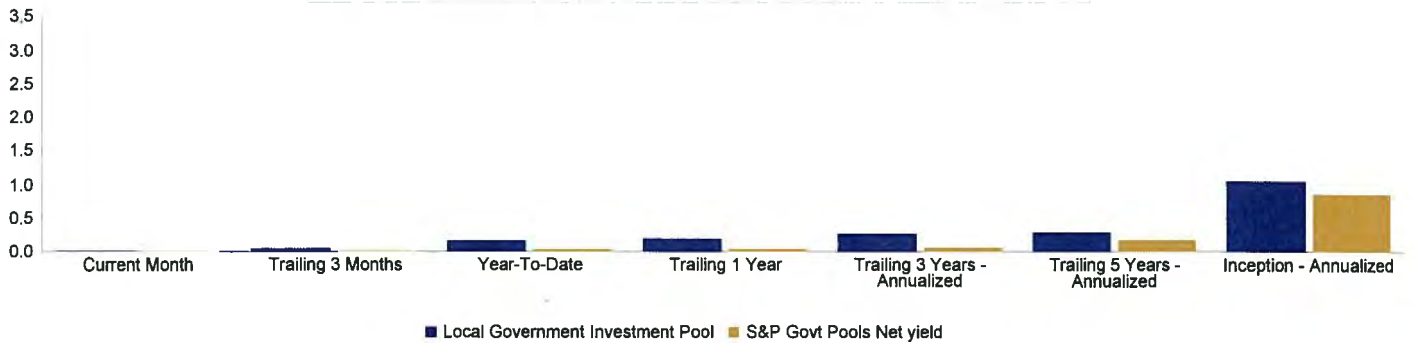 3.5
3.0
2.5
2.0
1.5
1.0
0.5
0.0
Current Month
Trailing 3 Months
Year-To-Date
Trailing 1 Year
Trailing 3 Years -
Annualized
Trailing 5 Years -
Annualized
Inception - Annualized
Local Government Investment Pool S&P Govt Pools Net yield